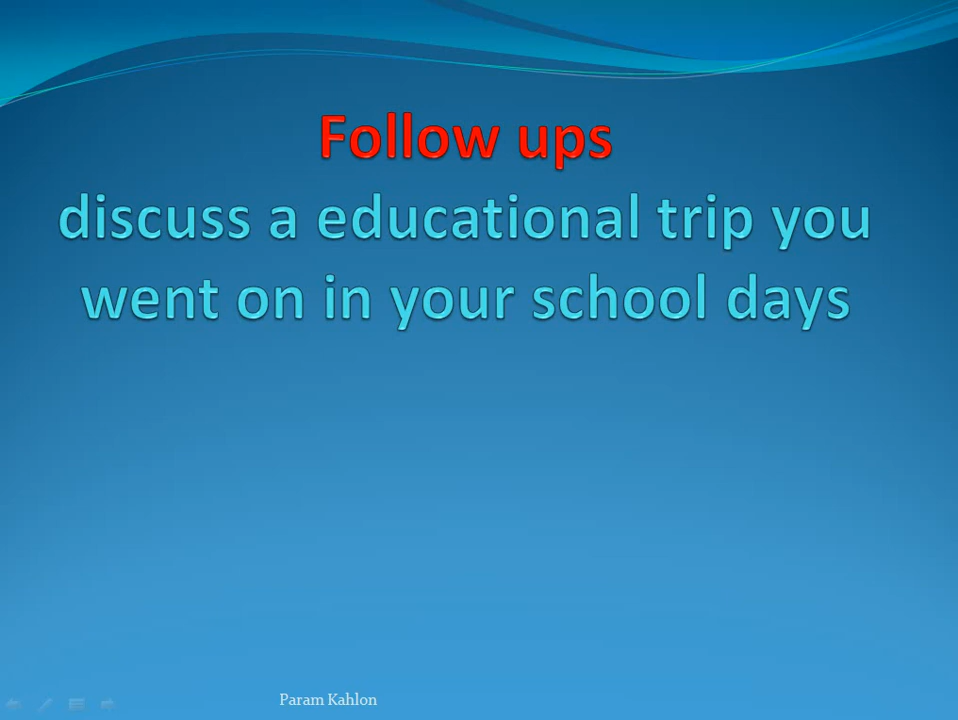 Follow ups
discuss a educational trip you
went on in your school days
Param Kahlon